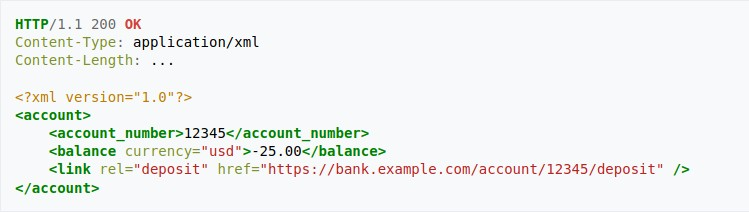 HTTP/1.1 200 OK
Content-Type: application/xml
Content-Length: ...

<?xml version="1.0"?>
<account>
    <account_number>12345</account_number>
    <balance currency="usd">-25.00</balance>
    <link rel="deposit" href="https://bank.example.com/account/12345/deposit" />
</account>